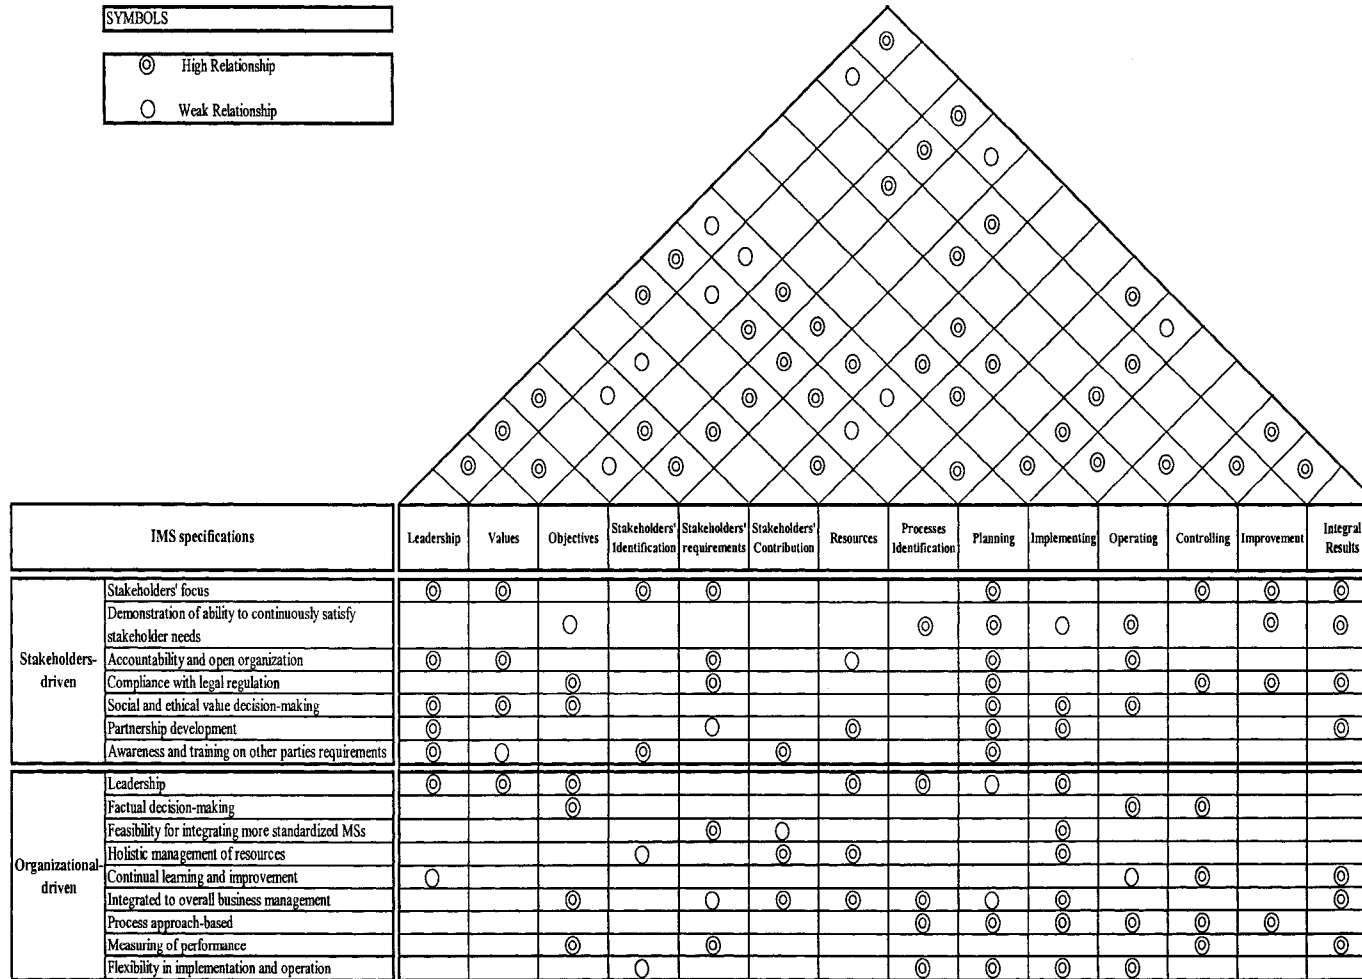 SYMBOLS
High Relationship
Weak Relationship
IMS specifications
Leadership
Values
Objectives
Stakeholders'
Identification
Stakeholders'
requirements
Stakeholders'
Contribution
Resources
Processes
Identification
Planning
Implementing
Operating
Controlling
Improvement
Integral
Results
Stakeholders-
driven
Stakeholders' focus
Demonstration of ability to continuously satisfy
stakeholder needs
Accountability and open organization
Compliance with legal regulation
Social and ethical value decision-making
Partnership development
Awareness and training on other parties requirements
Organizational-
driven
Leadership
Factual decision-making
Feasibility for integrating more standardized MSs
Holistic management of resources
Continual learning and improvement
Integrated to overall business management
Process approach-based
Measuring of performance
Flexibility in implementation and operation